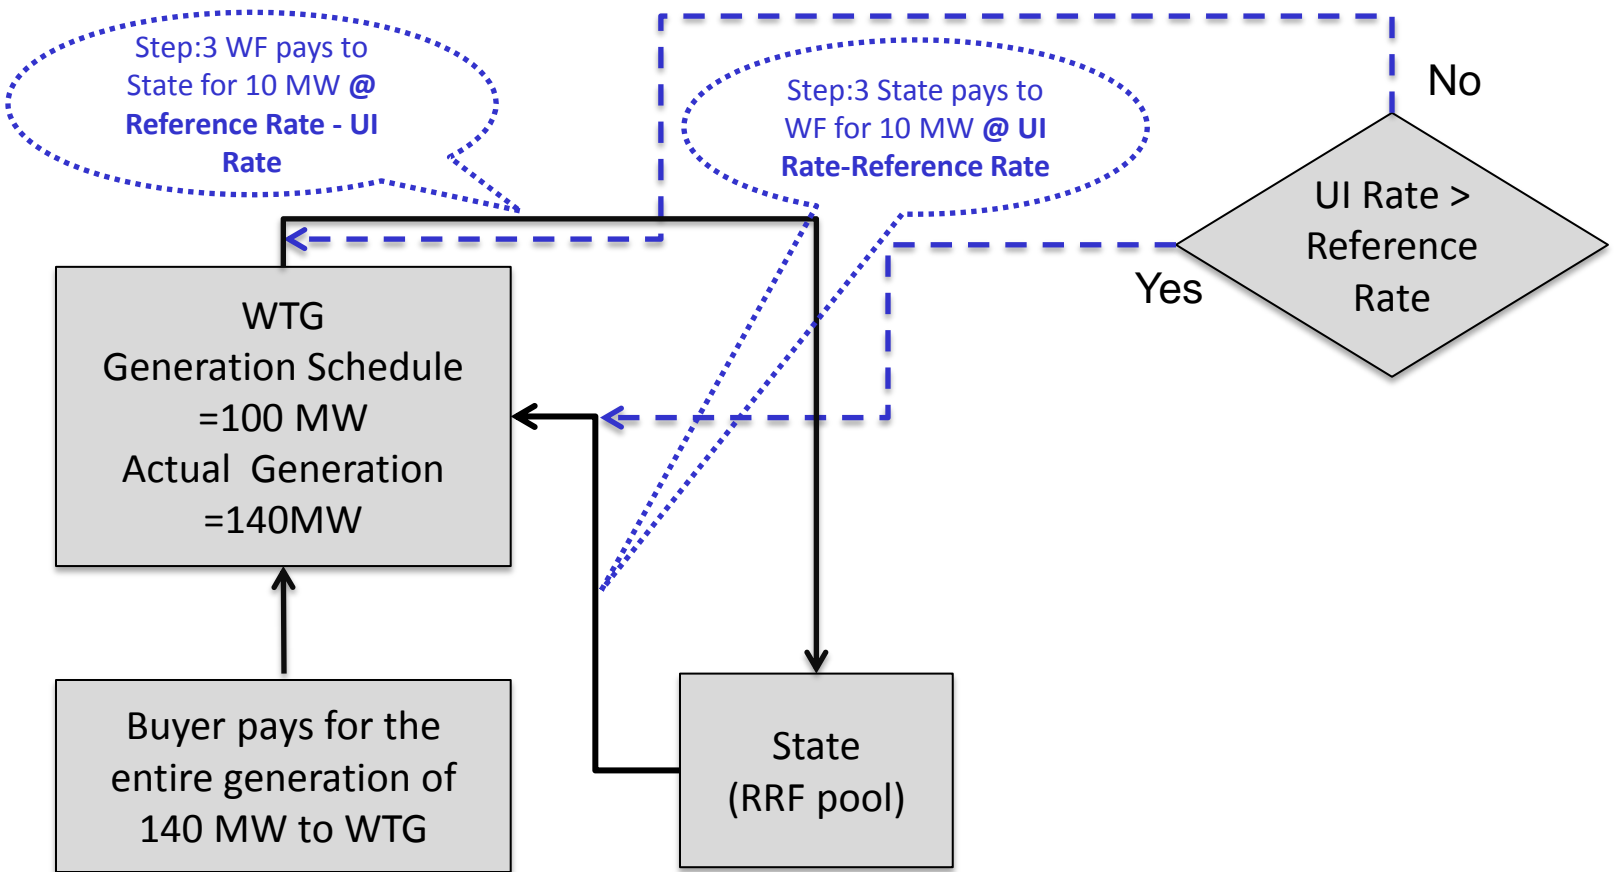 Step:3 WF pays to
State for 10 MW @
Reference Rate - UI
Rate
Step:3 State pays to
WF for 10 MW @ UI
Rate-Reference Rate
No
UI Rate >
Reference
Rate
Yes
WTG
Generation Schedule
=100 MW
Actual Generation
=140MW
Buyer pays for the
entire generation of
140 MW to WTG
State
(RRF pool)